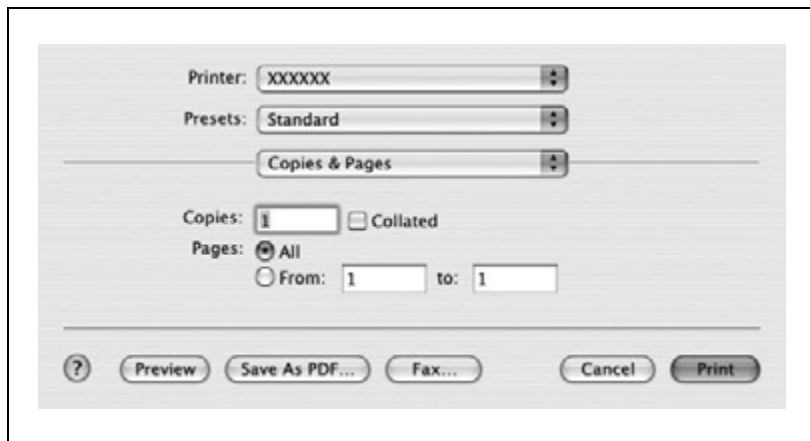 Printer: XXXXXX
Presets: Standard
Copies & Pages
Copies: 1 Collated
Pages: All
From: 1 to: 1
? Preview Save As PDF... Fax... Cancel Print